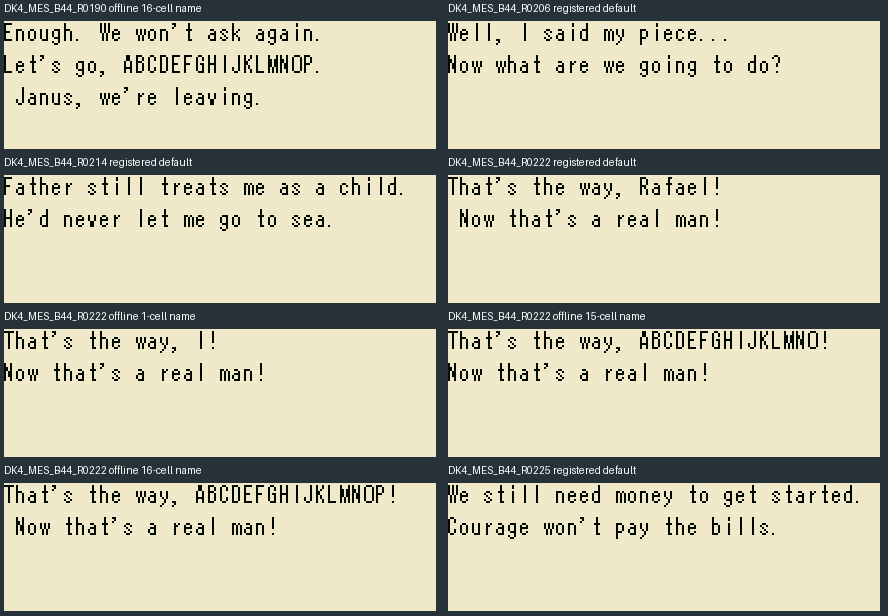 DK4_MES_B44_R0190 offline 16-cell name
Enough. We won't ask again.
Let's go, ABCDEFGHIJKLMNOP.
Janus, we're leaving.
DK4_MES_B44_R0206 registered default
Well, I said my piece...
Now what are we going to do?
DK4_MES_B44_R0214 registered default
Father still treats me as a child.
He'd never let me go to sea.
DK4_MES_B44_R0222 registered default
That's the way, Rafael!
Now that's a real man!
DK4_MES_B44_R0222 offline 1-cell name
That's the way, I!
Now that's a real man!
DK4_MES_B44_R0222 offline 15-cell name
That's the way, ABCDEFGHIJKLMNO!
Now that's a real man!
DK4_MES_B44_R0222 offline 16-cell name
That's the way, ABCDEFGHIJKLMNOP!
Now that's a real man!
DK4_MES_B44_R0225 registered default
We still need money to get started.
Courage won't pay the bills.